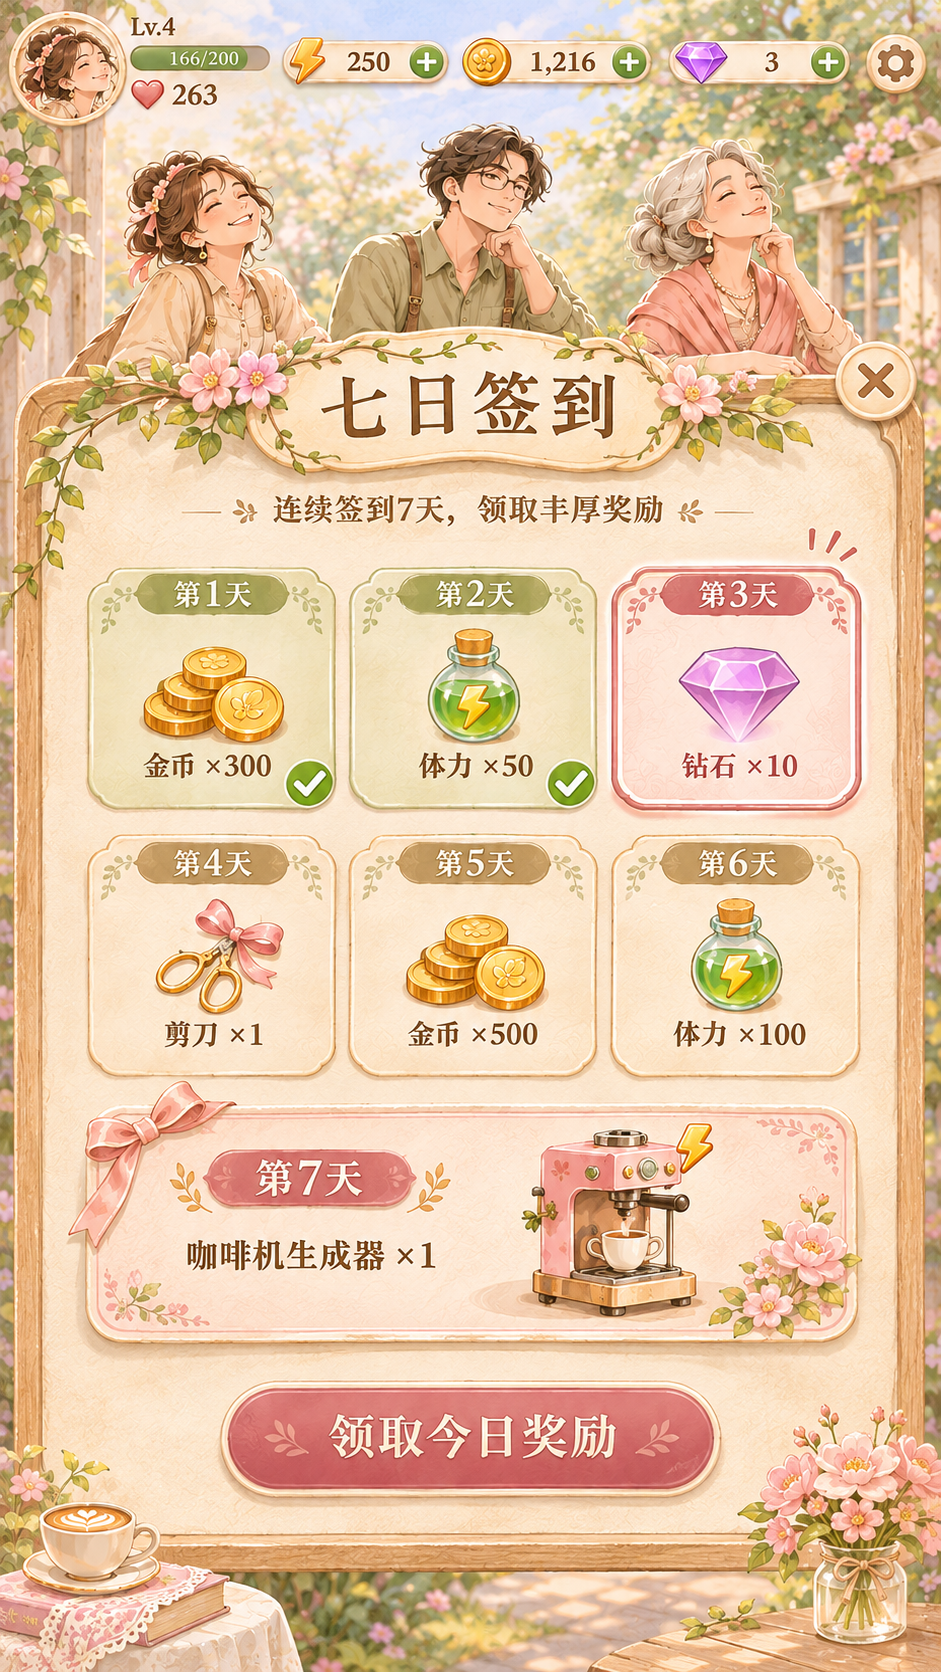 Lv.4
166/200
250
1,216
3
263
七日签到
连续签到7天，领取丰厚奖励
第1天
第2天
第3天
金币 ×300
体力 ×50
钻石 ×10
第4天
第5天
第6天
剪刀 ×1
金币 ×500
体力 ×100
第7天
咖啡机生成器 ×1
领取今日奖励